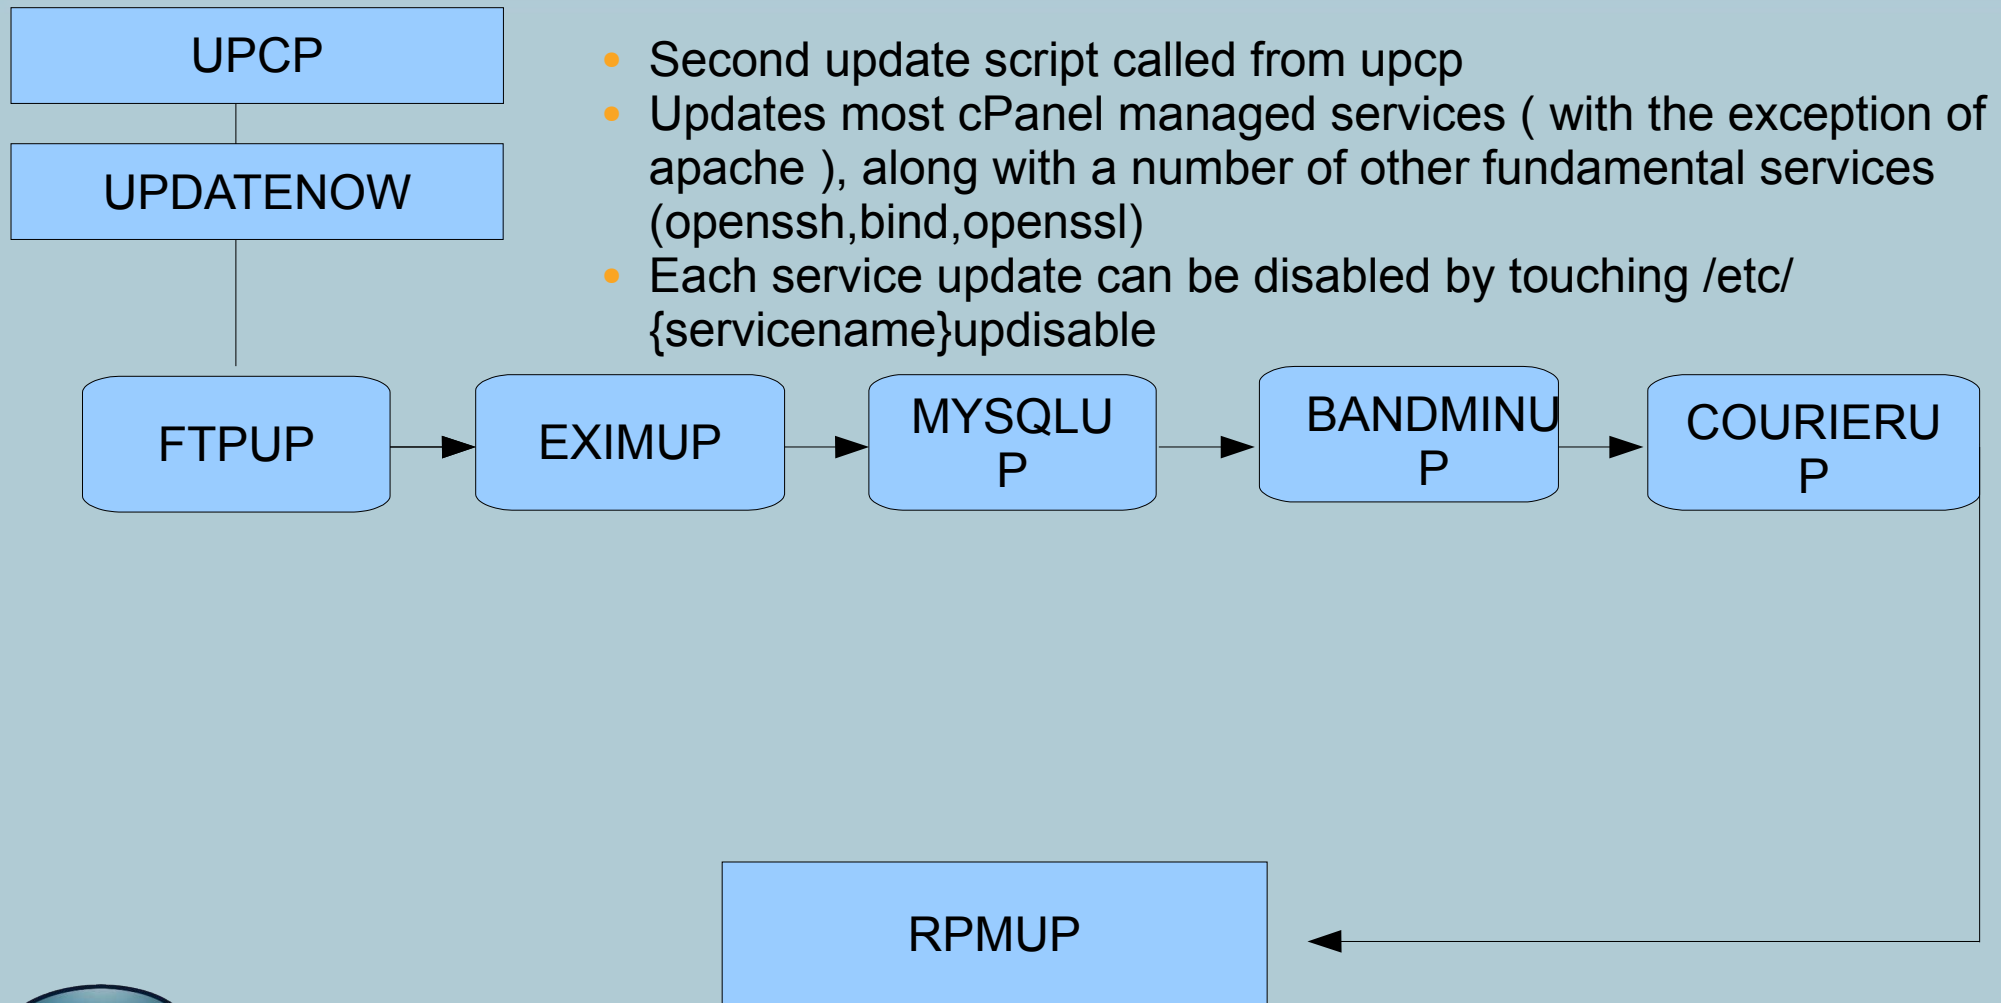 UPCP
UPDATENOW
• Second update script called from upcp
• Updates most cPanel managed services ( with the exception of
apache ), along with a number of other fundamental services
(openssh,bind,openssl)
• Each service update can be disabled by touching /etc/
{servicename}updisable
FTPUP
EXIMUP
MYSQLU
P
BANDMINU
P
COURIERU
P
RPMUP